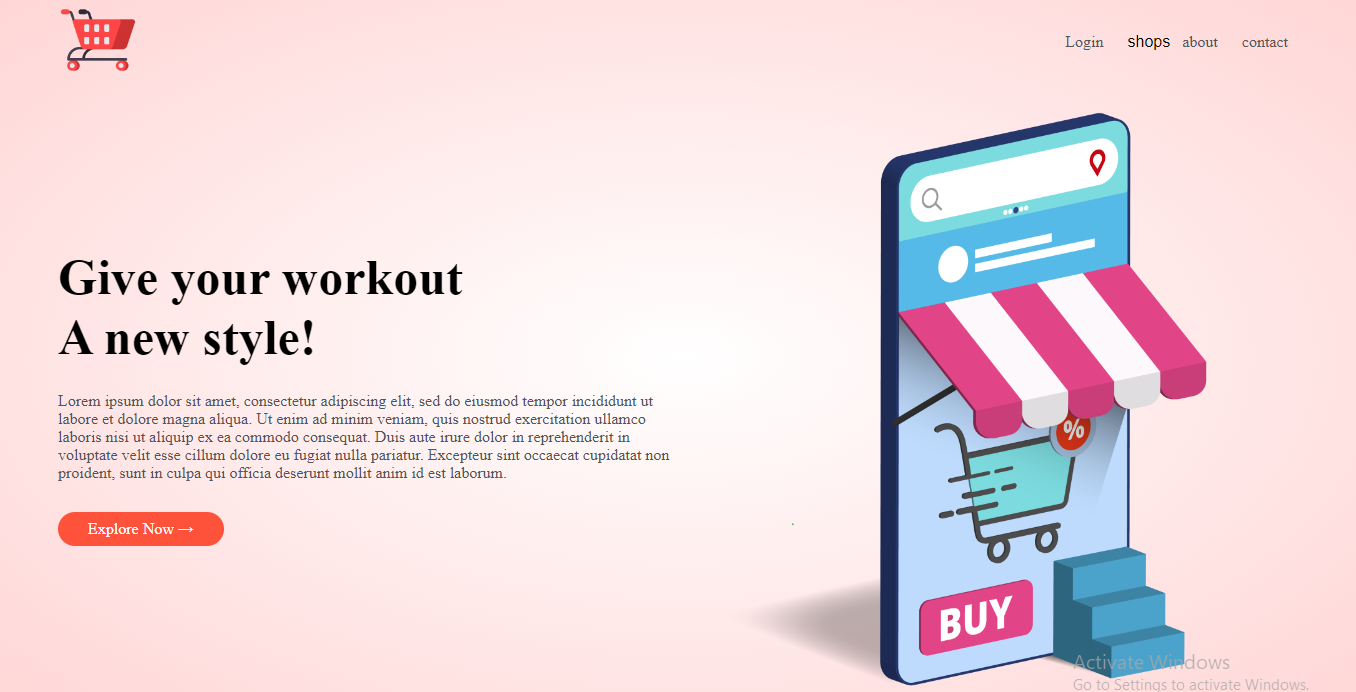 Login shops about contact
Give your workout
A new style!
Lorem ipsum dolor sit amet, consectetur adipiscing elit, sed do eiusmod tempor incididunt ut
labore et dolore magna aliqua. Ut enim ad minim veniam, quis nostrud exercitation ullamco
laboris nisi ut aliquip ex ea commodo consequat. Duis aute irure dolor in reprehenderit in
voluptate velit esse cillum dolore eu fugiat nulla pariatur. Excepteur sint occaecat cupidatat non
proident, sunt in culpa qui officia deserunt mollit anim id est laborum.
Explore Now →
%
BUY
Activate Windows
Go to Settings to activate Windows.